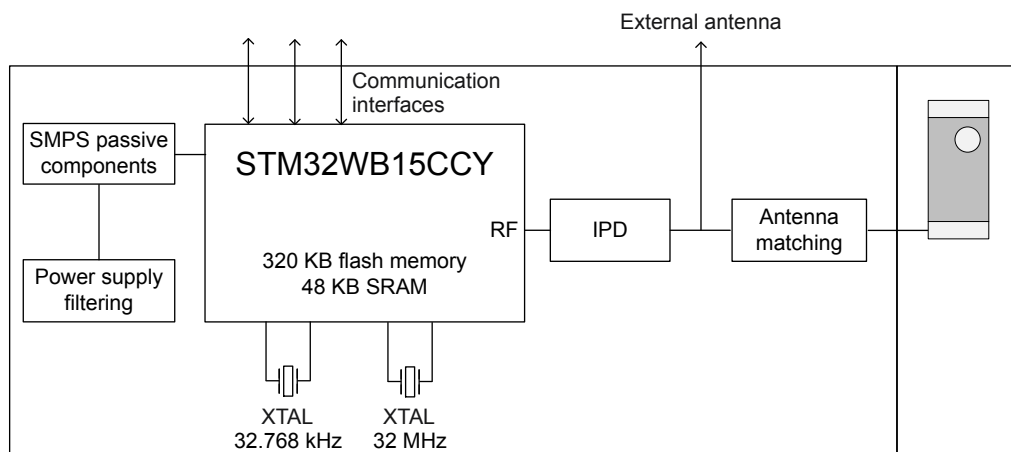 External antenna
Communication
interfaces
SMPS passive
components
STM32WB15CCY
RF
IPD
Antenna
matching
320 KB flash memory
48 KB SRAM
Power supply
filtering
XTAL
32.768 kHz
XTAL
32 MHz